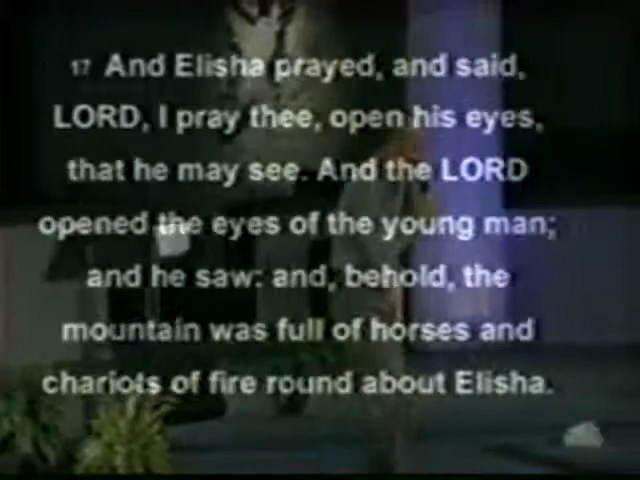 17 And Elisha prayed, and said,
LORD, I pray thee, open his eyes,
that he may see. And the LORD
opened the eyes of the young man;
and he saw: and, behold, the
mountain was full of horses and
chariots of fire round about Elisha.